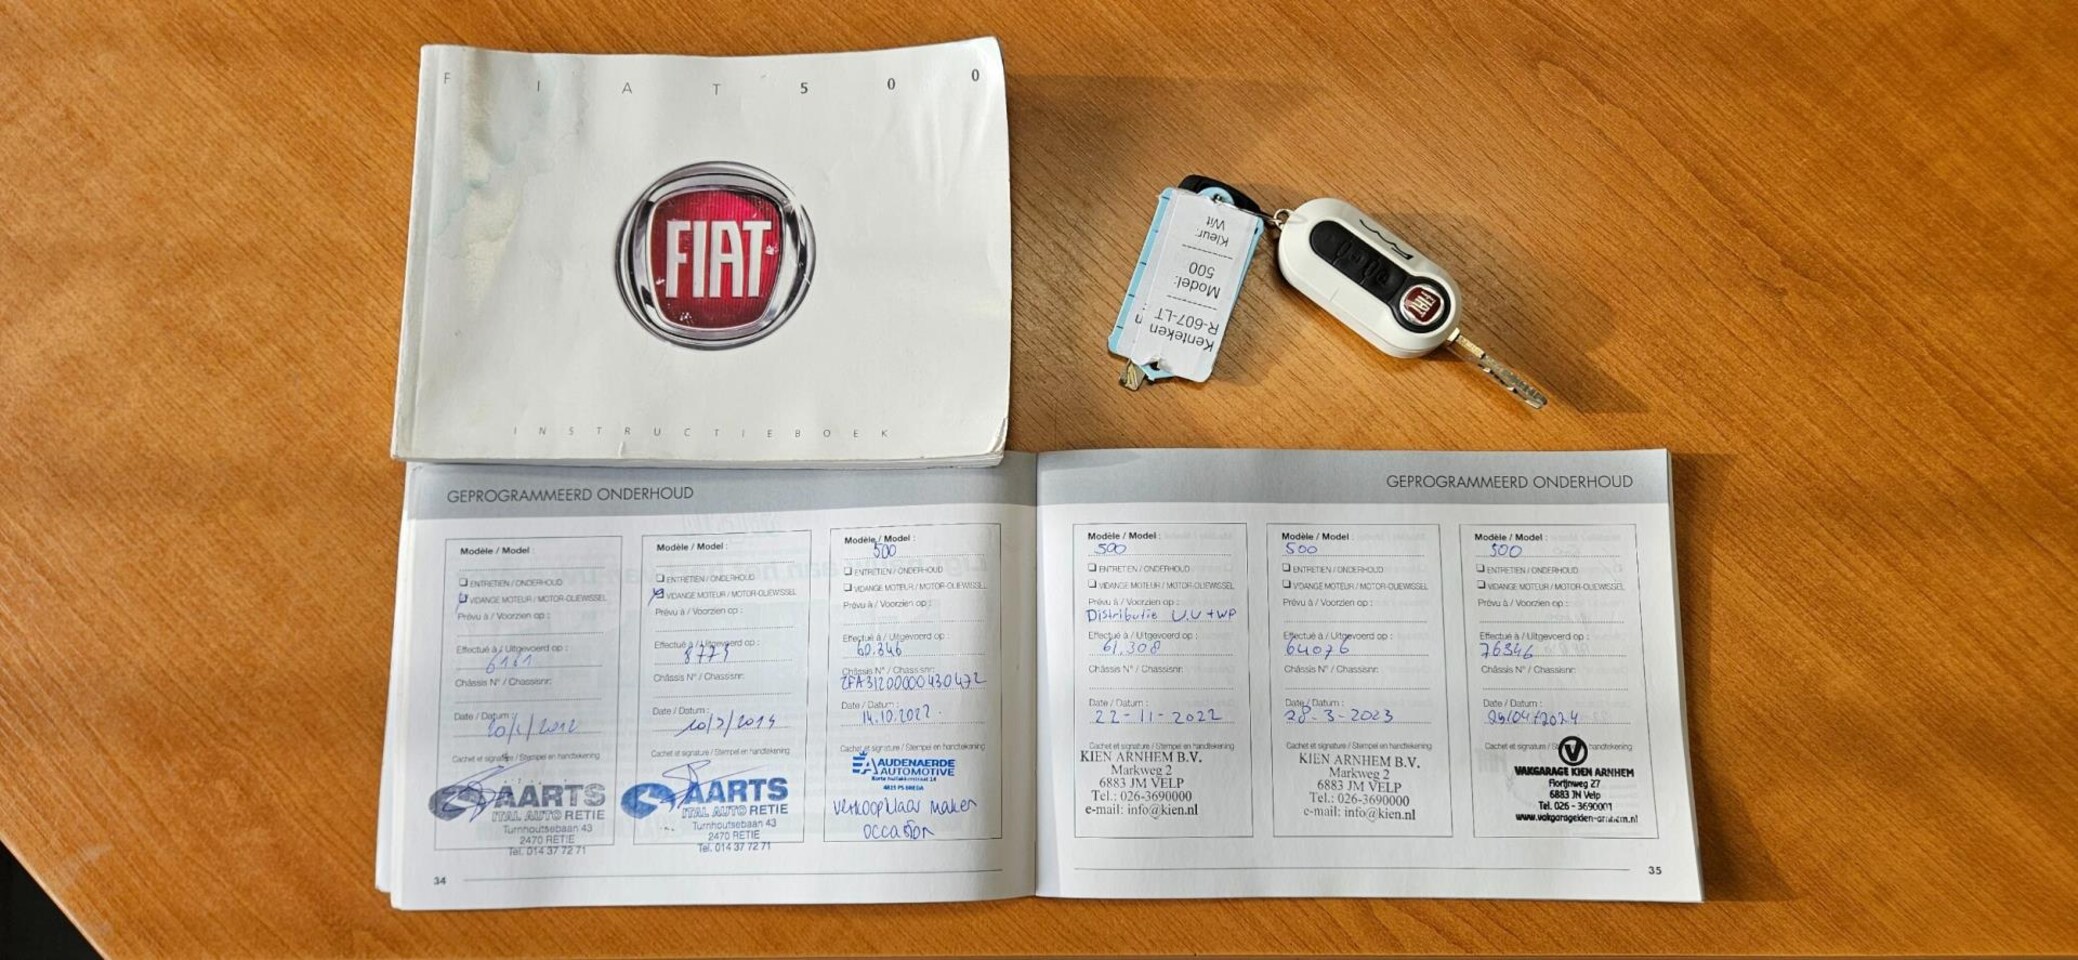 F I A T 5 0 0
FIAT
INSTRUCTIEBOEK
Kenteken
R-607-LT
Model:
500
Kleur:
Wit
FIAT
GEPROGRAMMEERD ONDERHOUD
Modèle / Model :
ENTRETIEN / ONDERHOUD
VIDANGE MOTEUR / MOTOR-OLIEWISSEL
Prévu à / Voorzien op :
Effectué à / Uitgevoerd op :
Châssis N° / Chassisnr:
Date / Datum :
Cachet et signature / Stempel en handtekening
AARTS
ITAL AUTO RETIE
Turnhoutsebaan 43
2470 RETIE
Tel. 014 37 72 71
Modèle / Model :
ENTRETIEN / ONDERHOUD
VIDANGE MOTEUR / MOTOR-OLIEWISSEL
Prévu à / Voorzien op :
Effectué à / Uitgevoerd op :
Châssis N° / Chassisnr:
Date / Datum :
Cachet et signature / Stempel en handtekening
AARTS
ITAL AUTO RETIE
Turnhoutsebaan 43
2470 RETIE
Tel. 014 37 72 71
Modèle / Model :
500
ENTRETIEN / ONDERHOUD
VIDANGE MOTEUR / MOTOR-OLIEWISSEL
Prévu à / Voorzien op :
Effectué à / Uitgevoerd op :
60.346
Châssis N° / Chassisnr:
ZFA31200000430472
Date / Datum :
14.10.2022.
Cachet et signature / Stempel en handtekening
AUDENAERDE
AUTOMOTIVE
verkoopklaar maken
occasion
34
GEPROGRAMMEERD ONDERHOUD
Modèle / Model :
500
ENTRETIEN / ONDERHOUD
VIDANGE MOTEUR / MOTOR-OLIEWISSEL
Prévu à / Voorzien op :
Distributie V.V + WP
Effectué à / Uitgevoerd op :
61.308
Châssis N° / Chassisnr:
Date / Datum :
22-11-2022
Cachet et signature / Stempel en handtekening
KIEN ARNHEM B.V.
Markweg 2
6883 JM VELP
Tel.: 026-3690000
e-mail: info@kien.nl
Modèle / Model :
500
ENTRETIEN / ONDERHOUD
VIDANGE MOTEUR / MOTOR-OLIEWISSEL
Prévu à / Voorzien op :
Effectué à / Uitgevoerd op :
64076
Châssis N° / Chassisnr:
Date / Datum :
28-3-2023
Cachet et signature / Stempel en handtekening
KIEN ARNHEM B.V.
Markweg 2
6883 JM VELP
Tel.: 026-3690000
e-mail: info@kien.nl
Modèle / Model :
500
ENTRETIEN / ONDERHOUD
VIDANGE MOTEUR / MOTOR-OLIEWISSEL
Prévu à / Voorzien op :
Effectué à / Uitgevoerd op :
76346
Châssis N° / Chassisnr:
Date / Datum :
Cachet et signature / handtekening
VAKGARAGE KIEN ARNHEM
Florijnweg 27
6883 JN Velp
Tel. 026 - 3690001
www.vakgaragekien-arnhem.nl
35